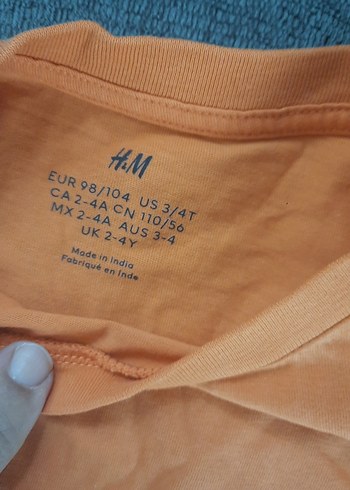 H&M
EUR 98/104 US 3/4T
CA 2-4A CN 110/56
MX 2-4A AUS 3-4
UK 2-4Y
Made in India
Fabriqué en Inde